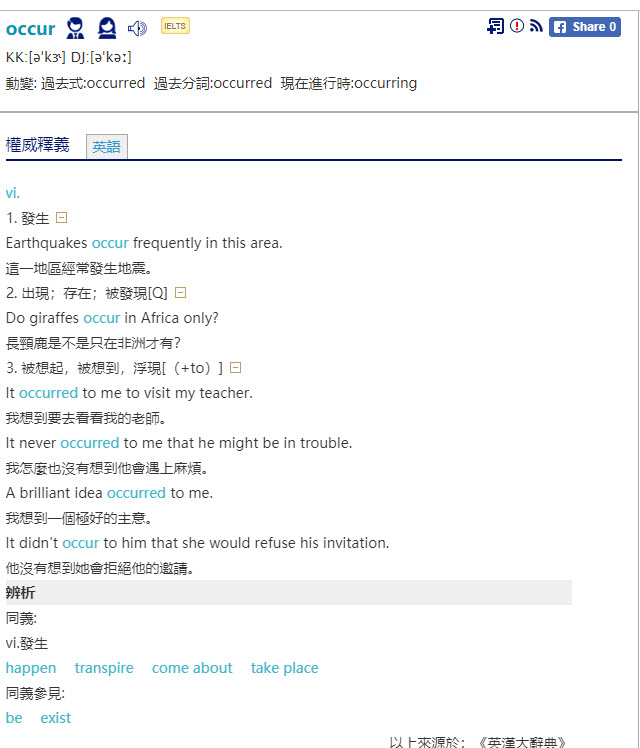 occur IELTS Share 0
KK:[ə'kɝ] DJ:[ə'kə:]
動變: 過去式:occurred 過去分詞:occurred 現在進行時:occurring
權威釋義 英語
vi.
1. 發生
Earthquakes occur frequently in this area.
這一地區經常發生地震。
2. 出現；存在；被發現[Q]
Do giraffes occur in Africa only?
長頸鹿是不是只在非洲才有?
3. 被想起，被想到，浮現[（+to）]
It occurred to me to visit my teacher.
我想到要去看看我的老師。
It never occurred to me that he might be in trouble.
我怎麼也沒有想到他會遇上麻煩。
A brilliant idea occurred to me.
我想到一個極好的主意。
It didn't occur to him that she would refuse his invitation.
他沒有想到她會拒絕他的邀請。
辨析
同義:
vi.發生
happen transpire come about take place
同義參見:
be exist
以上來源於：《英漢大辭典》